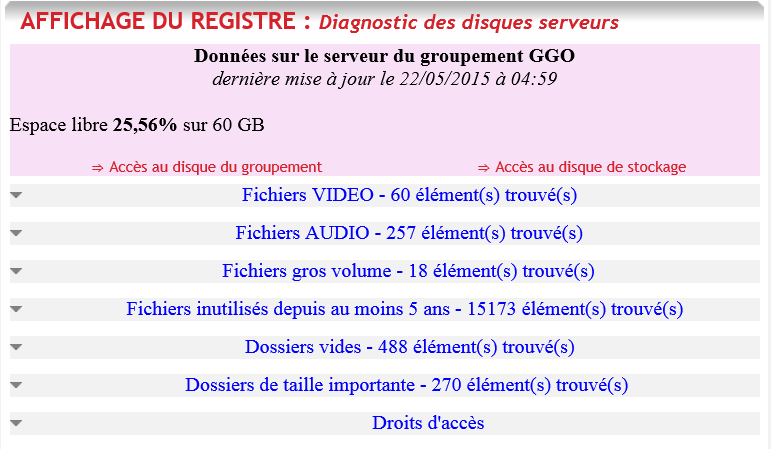 AFFICHAGE DU REGISTRE : Diagnostic des disques serveurs
Données sur le serveur du groupement GGO
dernière mise à jour le 22/05/2015 à 04:59
Espace libre 25,56% sur 60 GB
⇒ Accès au disque du groupement
⇒ Accès au disque de stockage
Fichiers VIDEO - 60 élément(s) trouvé(s)
Fichiers AUDIO - 257 élément(s) trouvé(s)
Fichiers gros volume - 18 élément(s) trouvé(s)
Fichiers inutilisés depuis au moins 5 ans - 15173 élément(s) trouvé(s)
Dossiers vides - 488 élément(s) trouvé(s)
Dossiers de taille importante - 270 élément(s) trouvé(s)
Droits d'accès